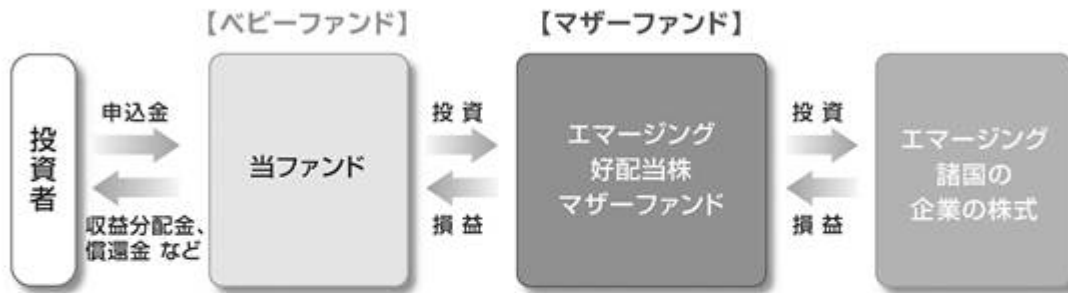 【ベビーファンド】
【マザーファンド】
投資者
申込金
収益分配金、
償還金 など
当ファンド
投 資
損 益
エマージング
好配当株
マザーファンド
投 資
損 益
エマージング
諸国の
企業の株式